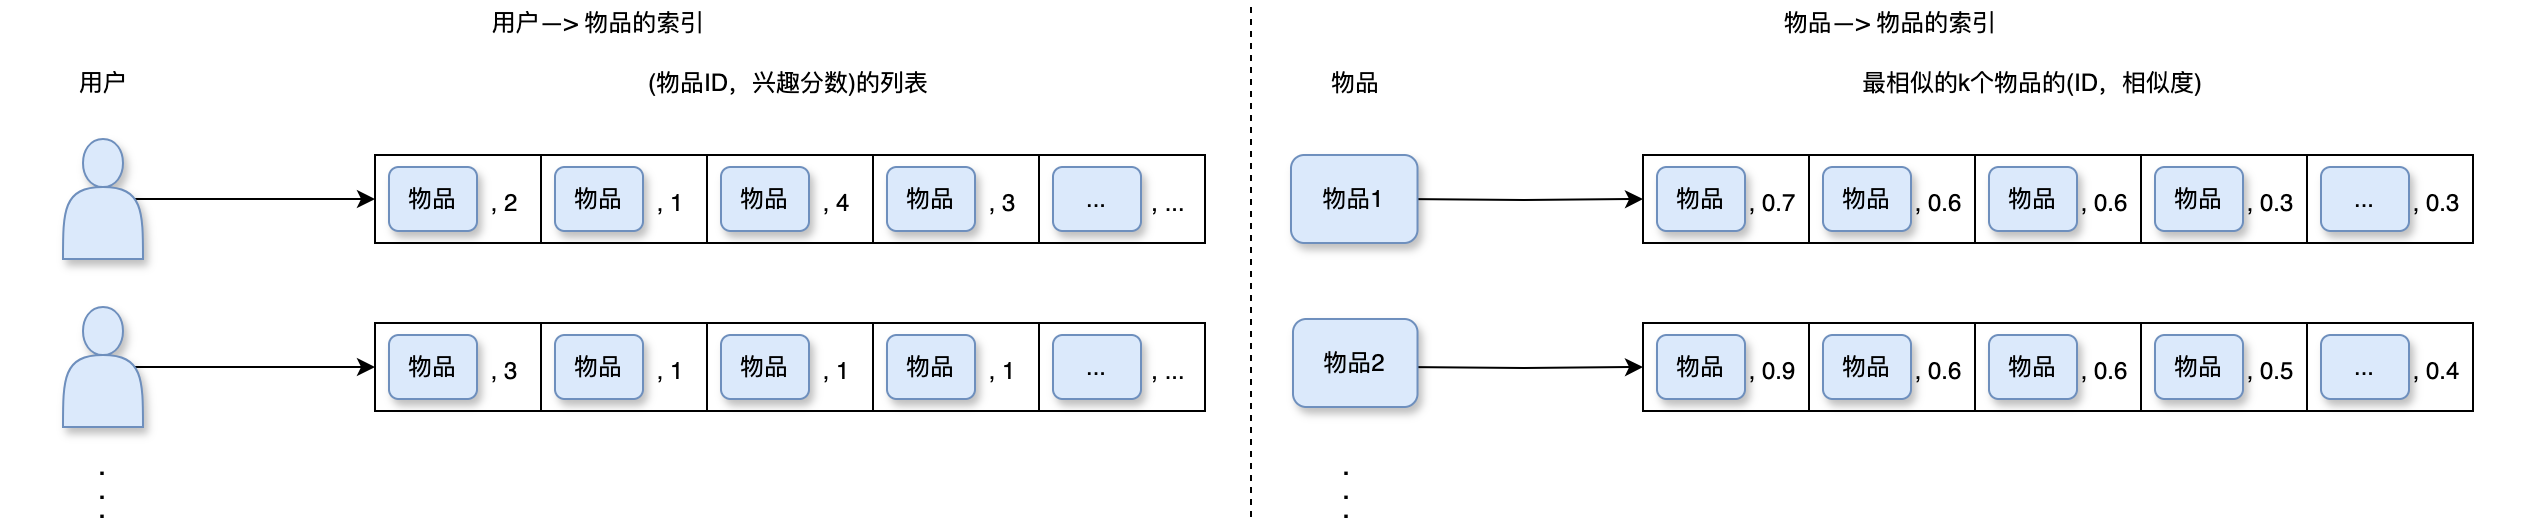 用户—> 物品的索引
用户
(物品ID，兴趣分数)的列表
物品 , 2 物品 , 1 物品 , 4 物品 , 3 ... , ...
物品 , 3 物品 , 1 物品 , 1 物品 , 1 ... , ...
.
.
.
物品—> 物品的索引
物品
最相似的k个物品的(ID，相似度)
物品1
物品 , 0.7 物品 , 0.6 物品 , 0.6 物品 , 0.3 ... , 0.3
物品2
物品 , 0.9 物品 , 0.6 物品 , 0.6 物品 , 0.5 ... , 0.4
.
.
.